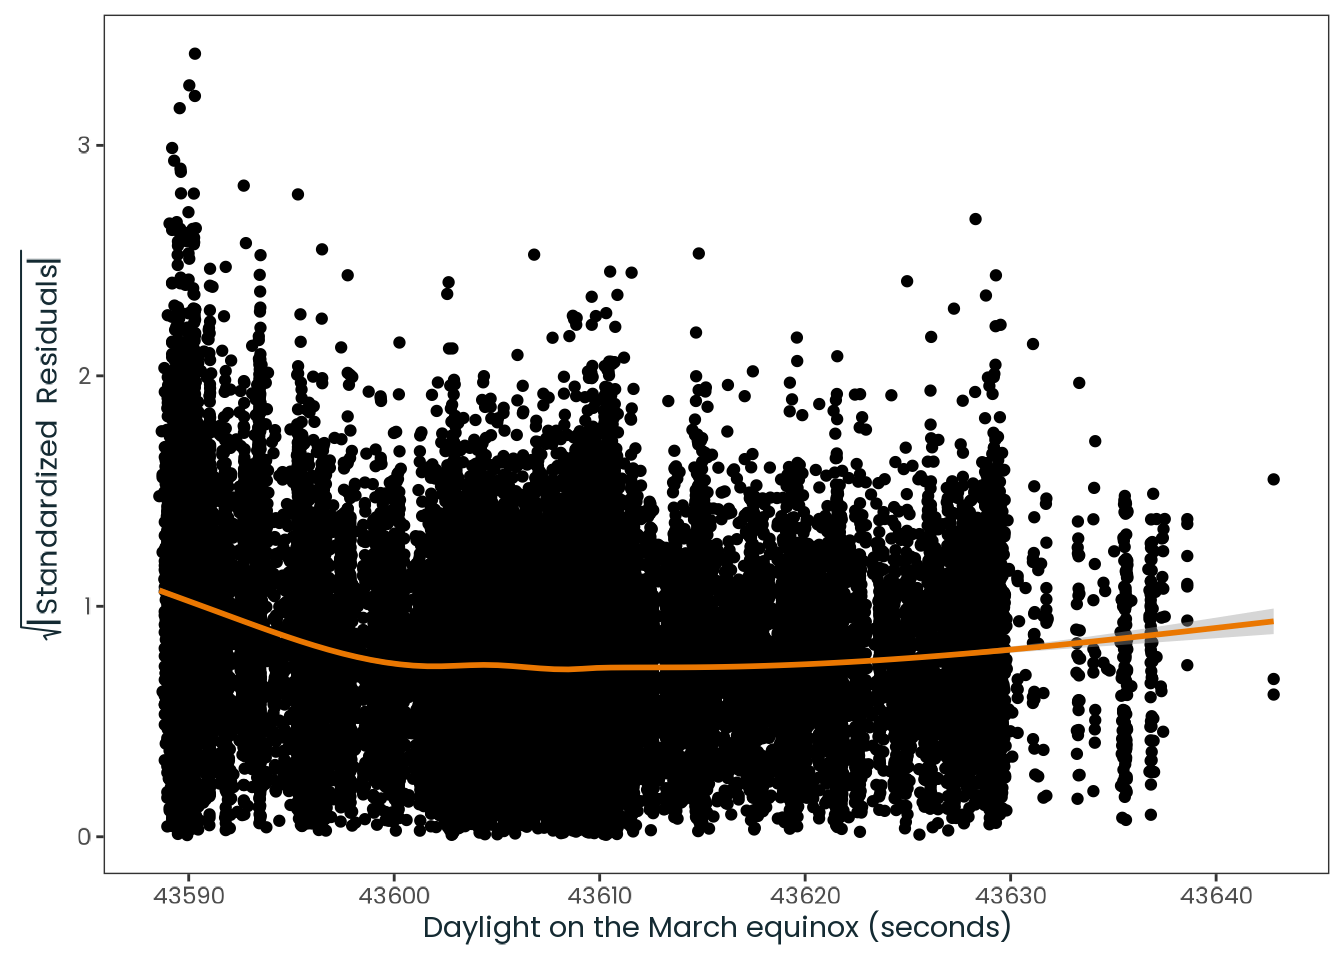 √|Standardized Residuals|
3
2
1
0
43590 43600 43610 43620 43630 43640
Daylight on the March equinox (seconds)